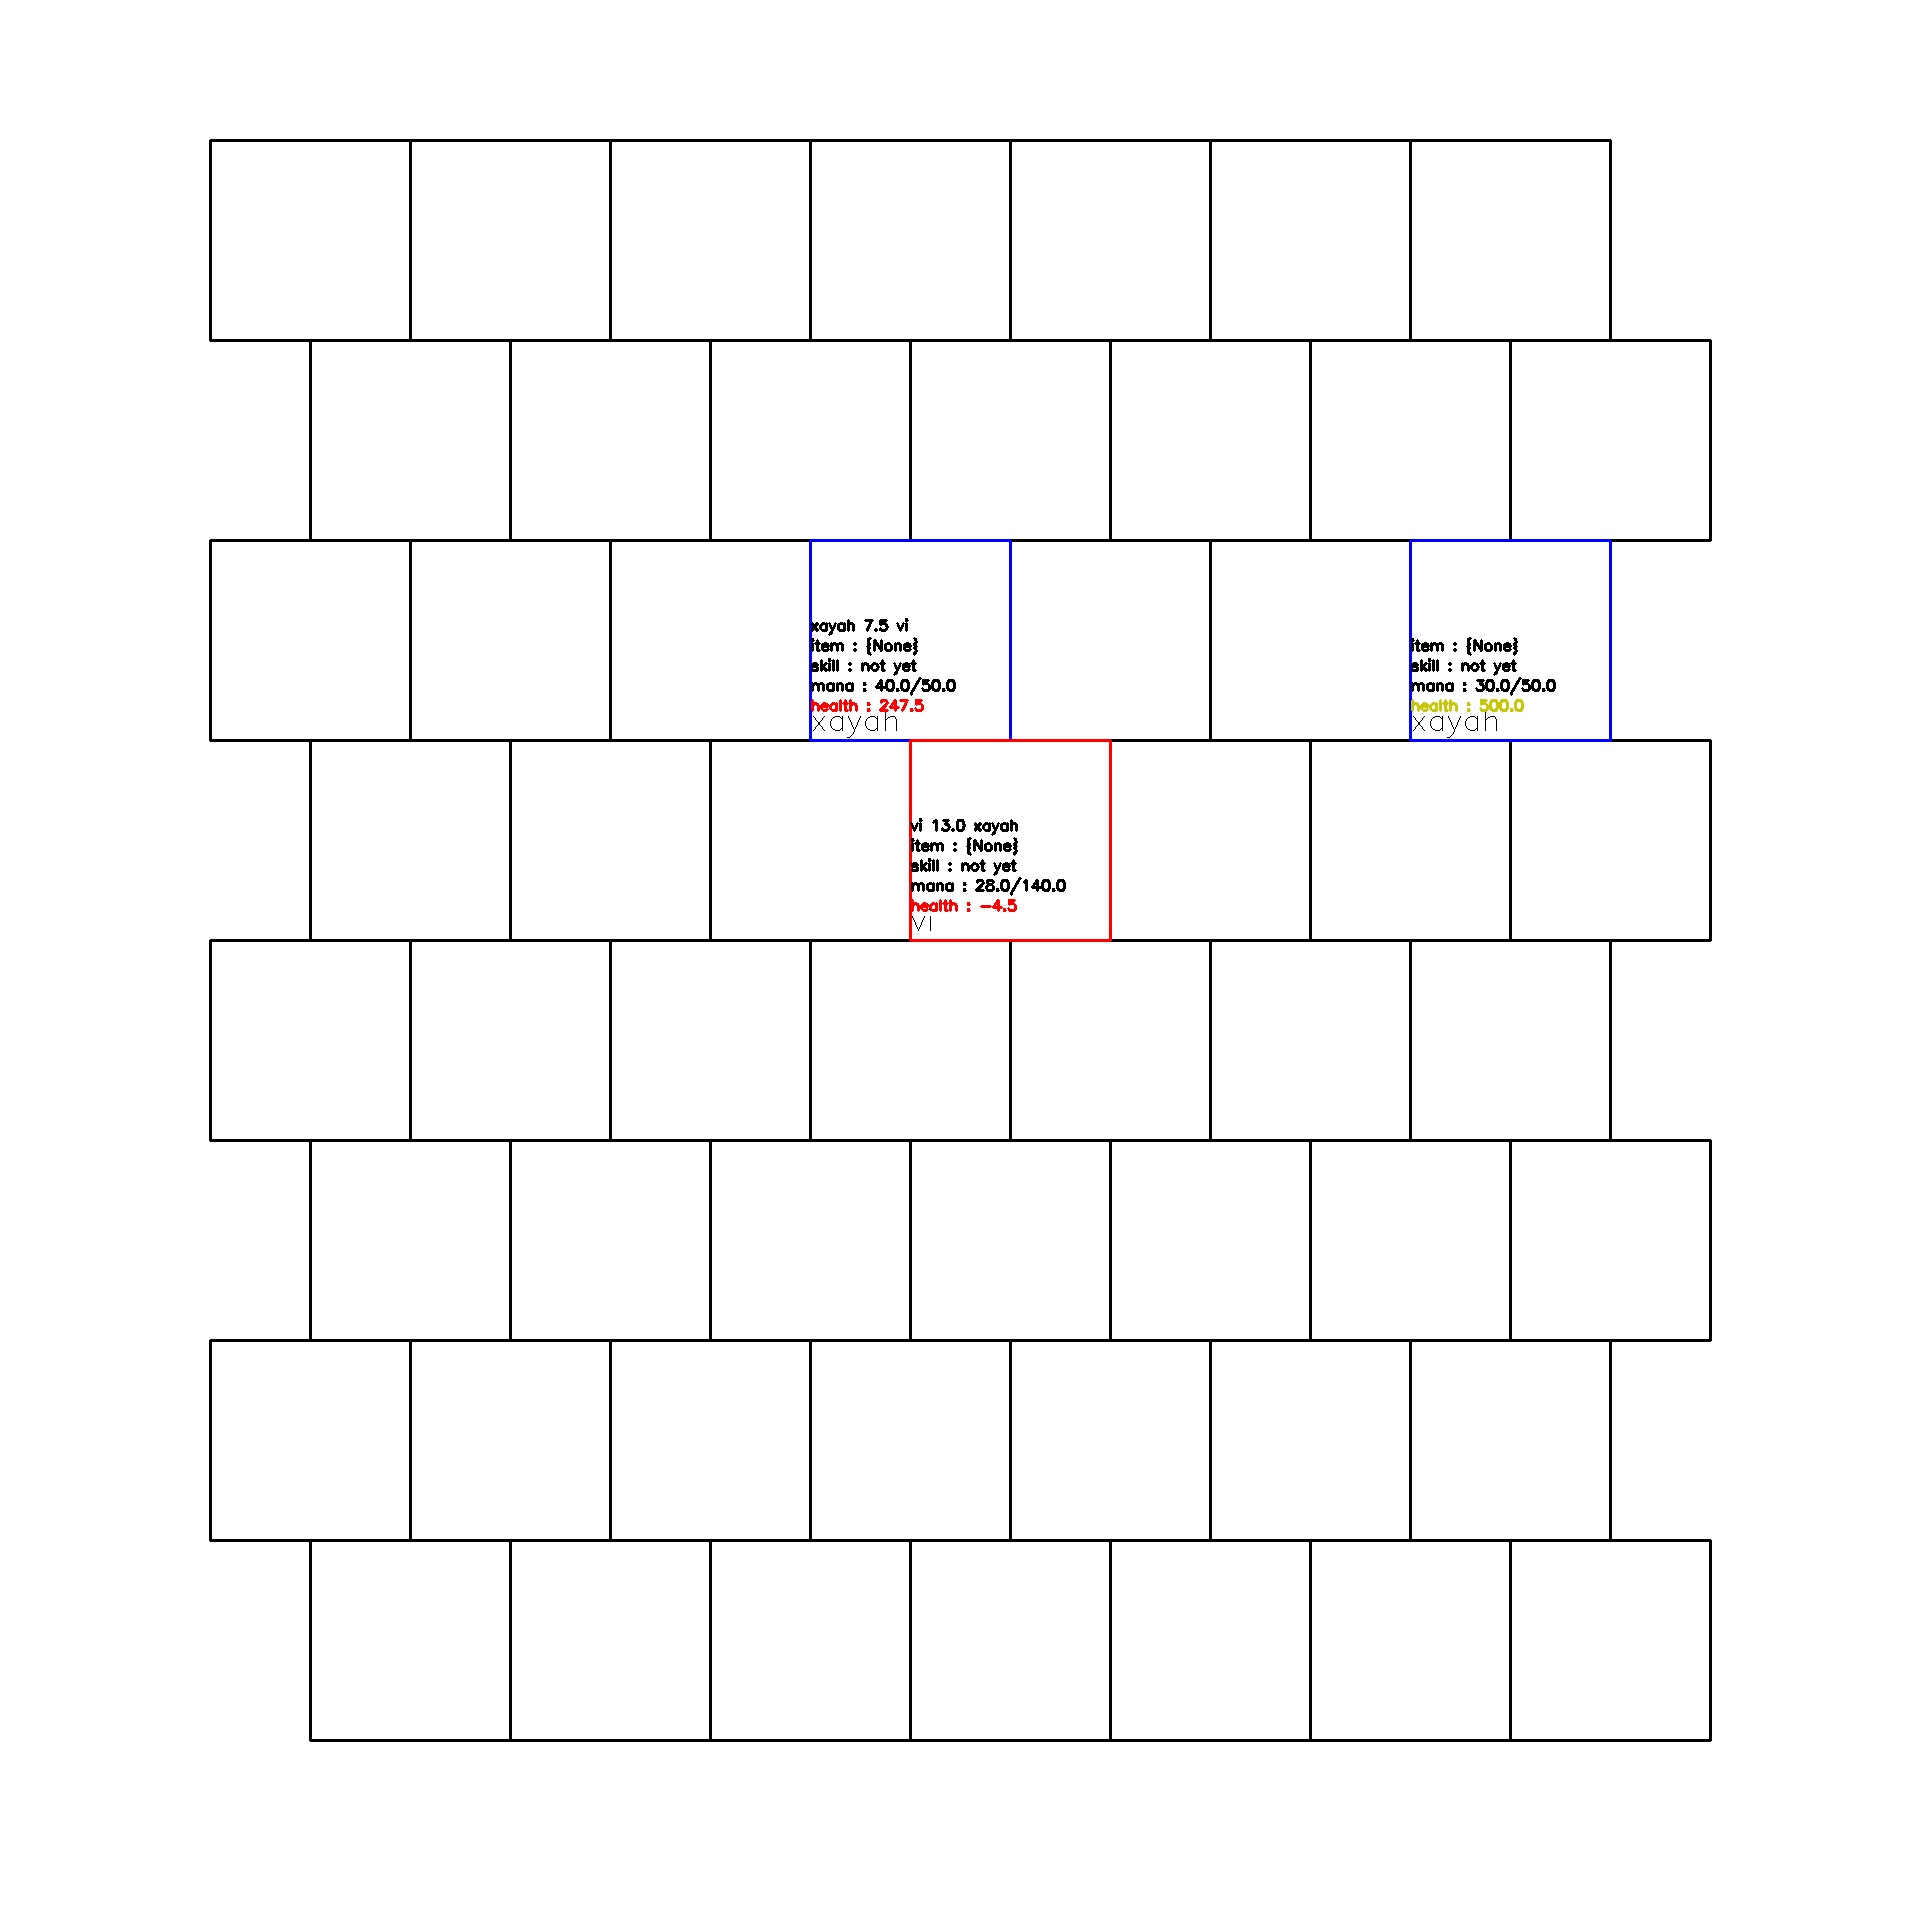 xayah 7.5 vi
item : {None}
skill : not yet
mana : 40.0/50.0
health : 247.5
xayah
item : {None}
skill : not yet
mana : 30.0/50.0
health : 500.0
xayah
vi 13.0 xayah
item : {None}
skill : not yet
mana : 28.0/140.0
health : -4.5
vi